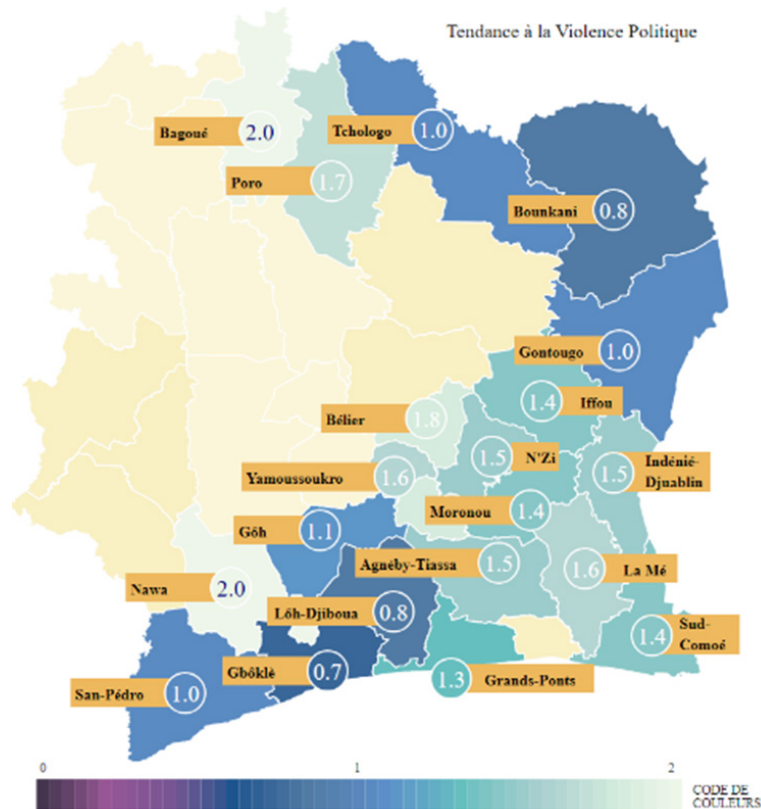 Tendance à la Violence Politique
Bagoué 2.0
Tchologo 1.0
Poro 1.7
Bounkani 0.8
Gontougo 1.0
1.4 Iffou
Bélier 1.8
1.5 N'Zi
1.5 Indénié-
Djuablin
Yamoussoukro 1.6
Moronou 1.4
Gôh 1.1
Agnéby-Tiassa 1.5
1.6 La Mé
Nawa 2.0
Lôh-Djiboua 0.8
1.4 Sud-
Comoé
Gbôklè 0.7
1.3 Grands-Ponts
San-Pédro 1.0
0 1 2
CODE DE
COULEURS